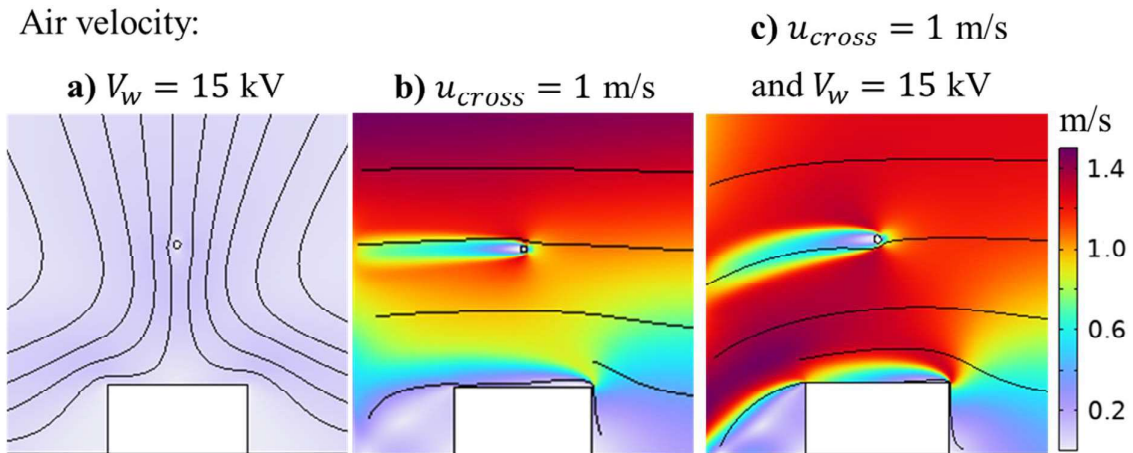 Air velocity:
a) V_w = 15 kV
b) u_cross = 1 m/s
c) u_cross = 1 m/s
and V_w = 15 kV
m/s
1.4
1.0
0.6
0.2